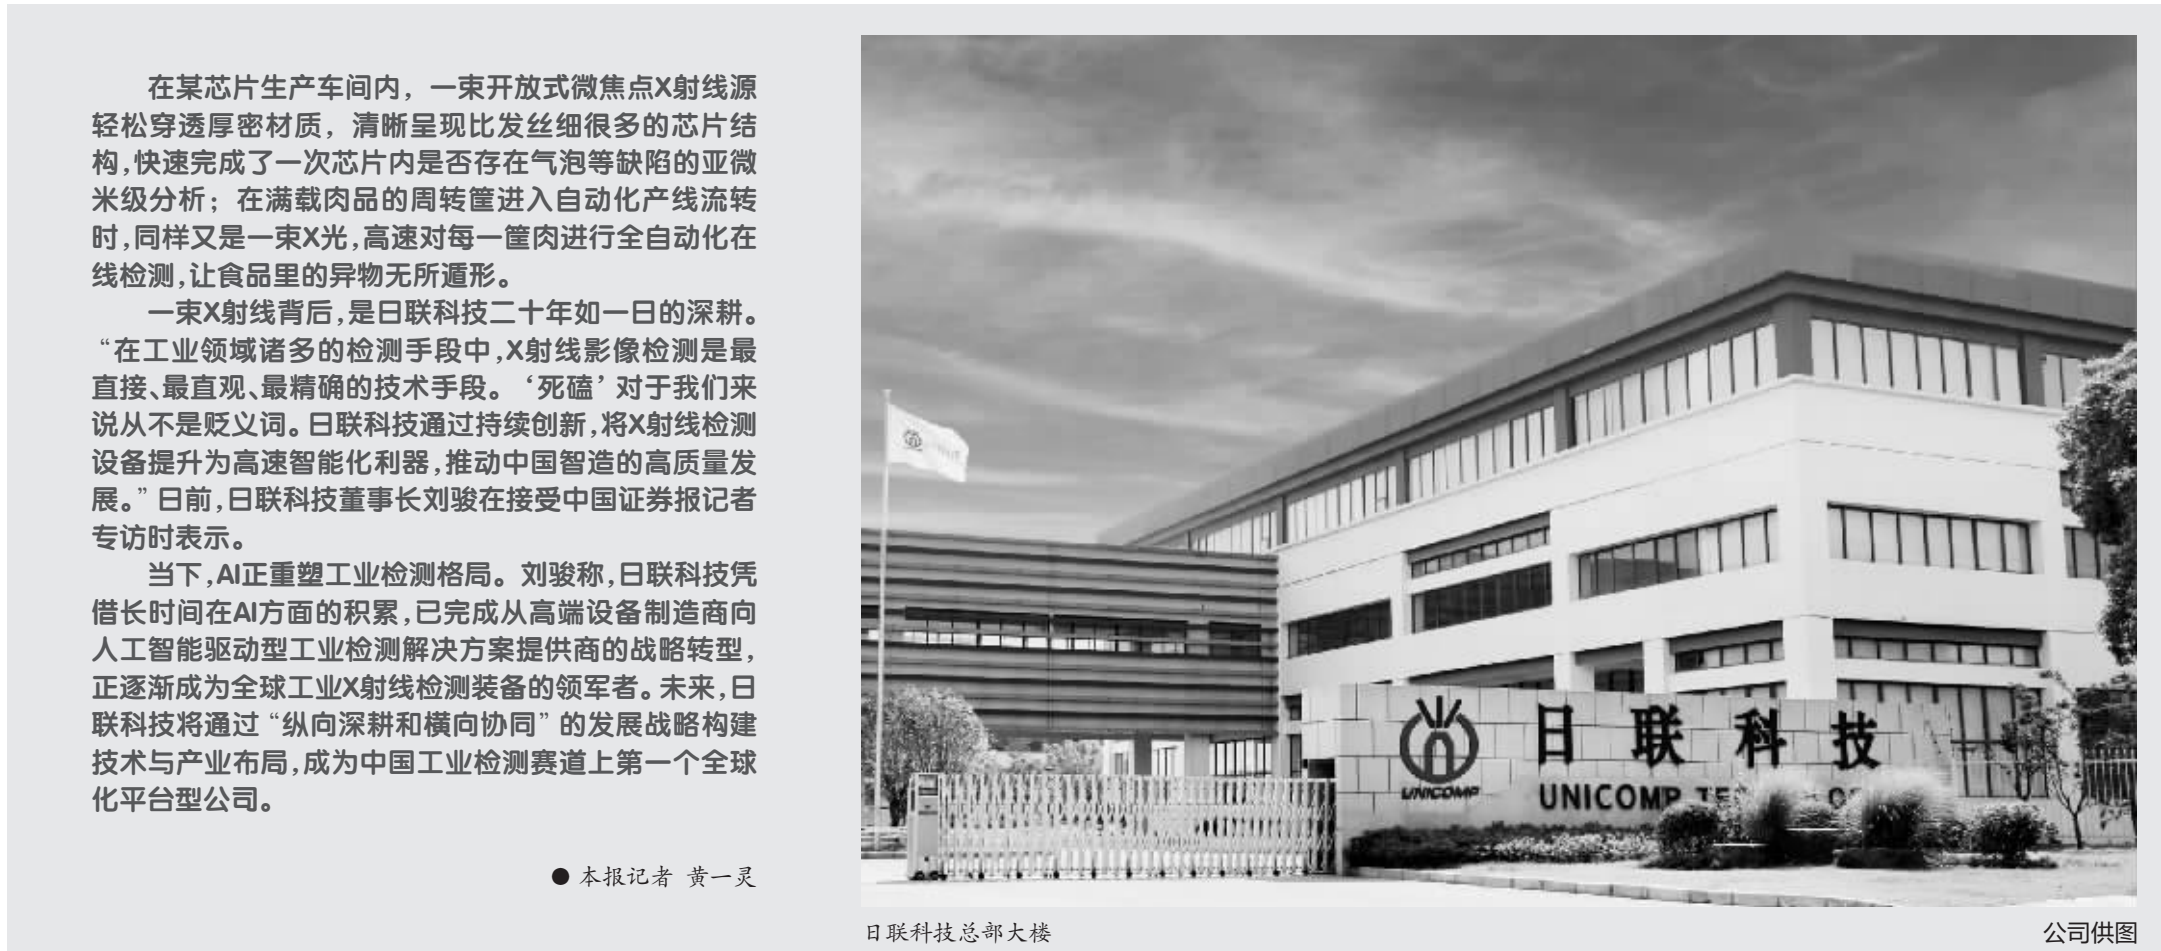 在某芯片生产车间内，一束开放式微焦点X射线源
轻松穿透厚密材质，清晰呈现比发丝细很多的芯片结
构，快速完成了一次芯片内是否存在气泡等缺陷的亚微
米级分析；在满载肉品的周转筐进入自动化产线流转
时，同样又是一束X光，高速对每一筐肉进行全自动化在
线检测，让食品里的异物无所遁形。
一束X射线背后，是日联科技二十年如一日的深耕。
“在工业领域诸多的检测手段中，X射线影像检测是最
直接、最直观、最精确的技术手段。‘死磕’对于我们来
说从不是贬义词。日联科技通过持续创新，将X射线检测
设备提升为高速智能化利器，推动中国智造的高质量发
展。”日前，日联科技董事长刘骏在接受中国证券报记者
专访时表示。
当下，AI正重塑工业检测格局。刘骏称，日联科技凭
借长时间在AI方面的积累，已完成从高端设备制造商向
人工智能驱动型工业检测解决方案提供商的战略转型，
正逐渐成为全球工业X射线检测装备的领军者。未来，日
联科技将通过“纵向深耕和横向协同”的发展战略构建
技术与产业布局，成为中国工业检测赛道上第一个全球
化平台型公司。
●本报记者 黄一灵
日联科技
UNICOMP
UNICOMP
日联科技总部大楼
公司供图